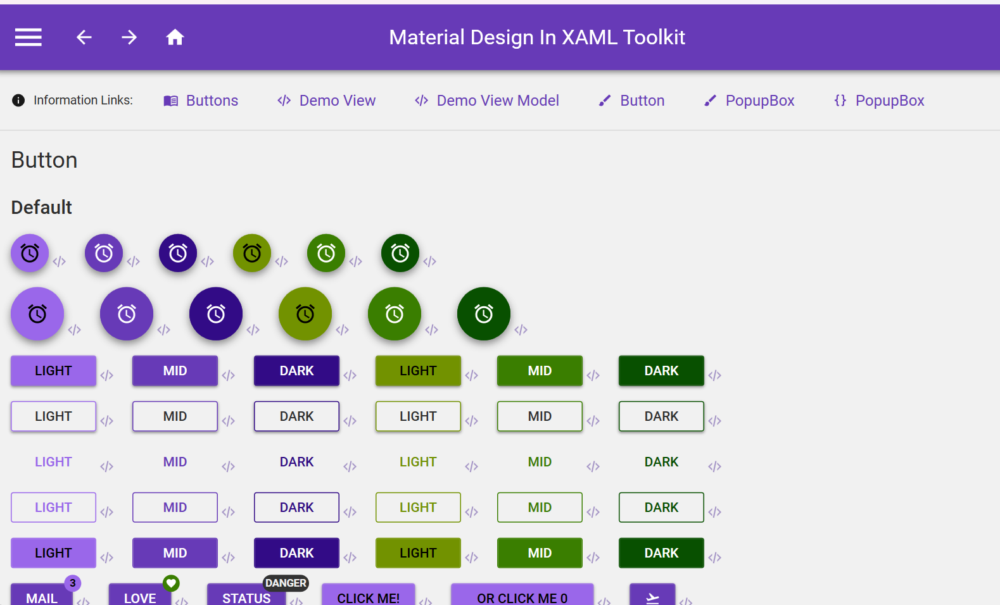 Material Design In XAML Toolkit
Information Links: Buttons Demo View Demo View Model Button PopupBox PopupBox
Button
Default
LIGHT MID DARK LIGHT MID DARK
LIGHT MID DARK LIGHT MID DARK
LIGHT MID DARK LIGHT MID DARK
LIGHT MID DARK LIGHT MID DARK
LIGHT MID DARK LIGHT MID DARK
3 DANGER
MAIL LOVE STATUS CLICK ME! OR CLICK ME 0